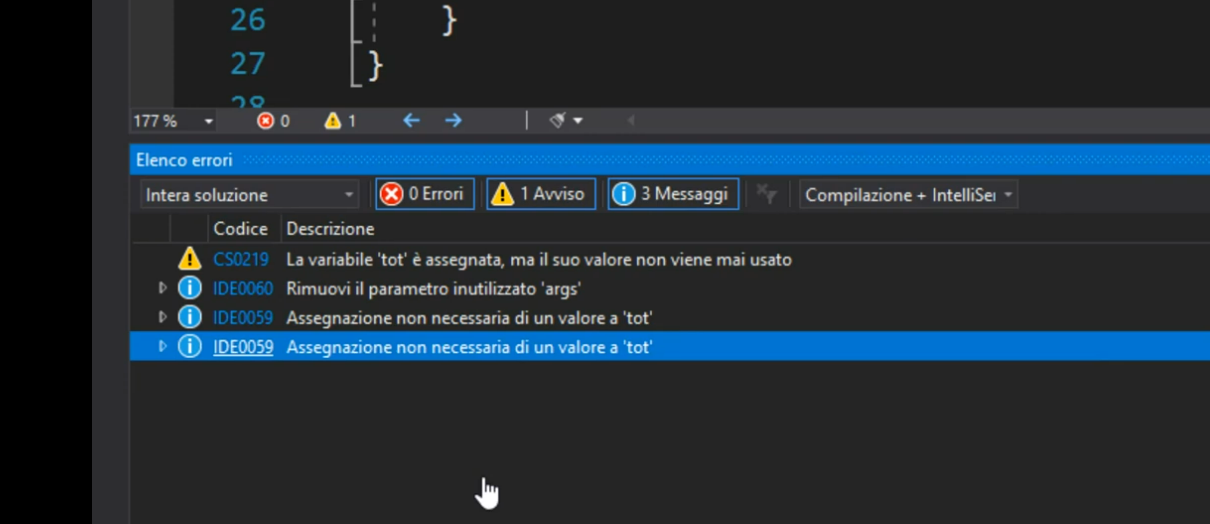 26 }
27 }
28
177 % 0 1
Elenco errori
Intera soluzione 0 Errori 1 Avviso 3 Messaggi Compilazione + IntelliSe
Codice Descrizione
CS0219 La variabile 'tot' è assegnata, ma il suo valore non viene mai usato
IDE0060 Rimuovi il parametro inutilizzato 'args'
IDE0059 Assegnazione non necessaria di un valore a 'tot'
IDE0059 Assegnazione non necessaria di un valore a 'tot'